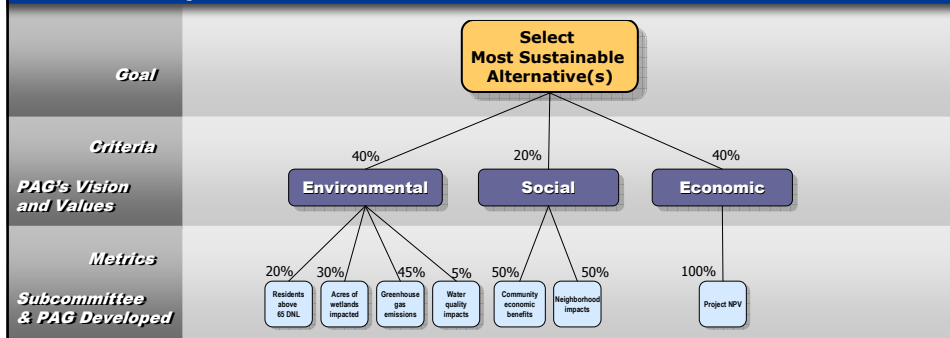 Select
Most Sustainable
Alternative(s)
Goal
Criteria
40%
20%
40%
PAG's Vision
and Values
Environmental
Social
Economic
Metrics
20%
30%
45%
5%
50%
50%
100%
Subcommittee
& PAG Developed
Residents
above
65 DNL
Acres of
wetlands
impacted
Greenhouse
gas
emissions
Water
quality
impacts
Community
economic
benefits
Neighborhood
impacts
Project NPV